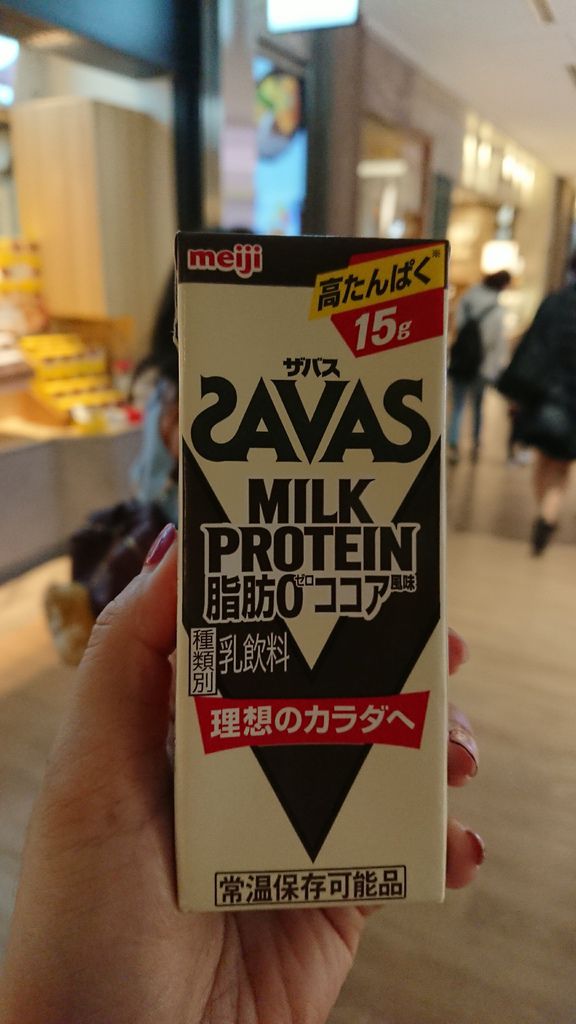 meiji
高たんぱく※
15g
ザバス
SAVAS
MILK
PROTEIN
脂肪0ゼロ ココア風味
種類別 乳飲料
理想のカラダへ
常温保存可能品